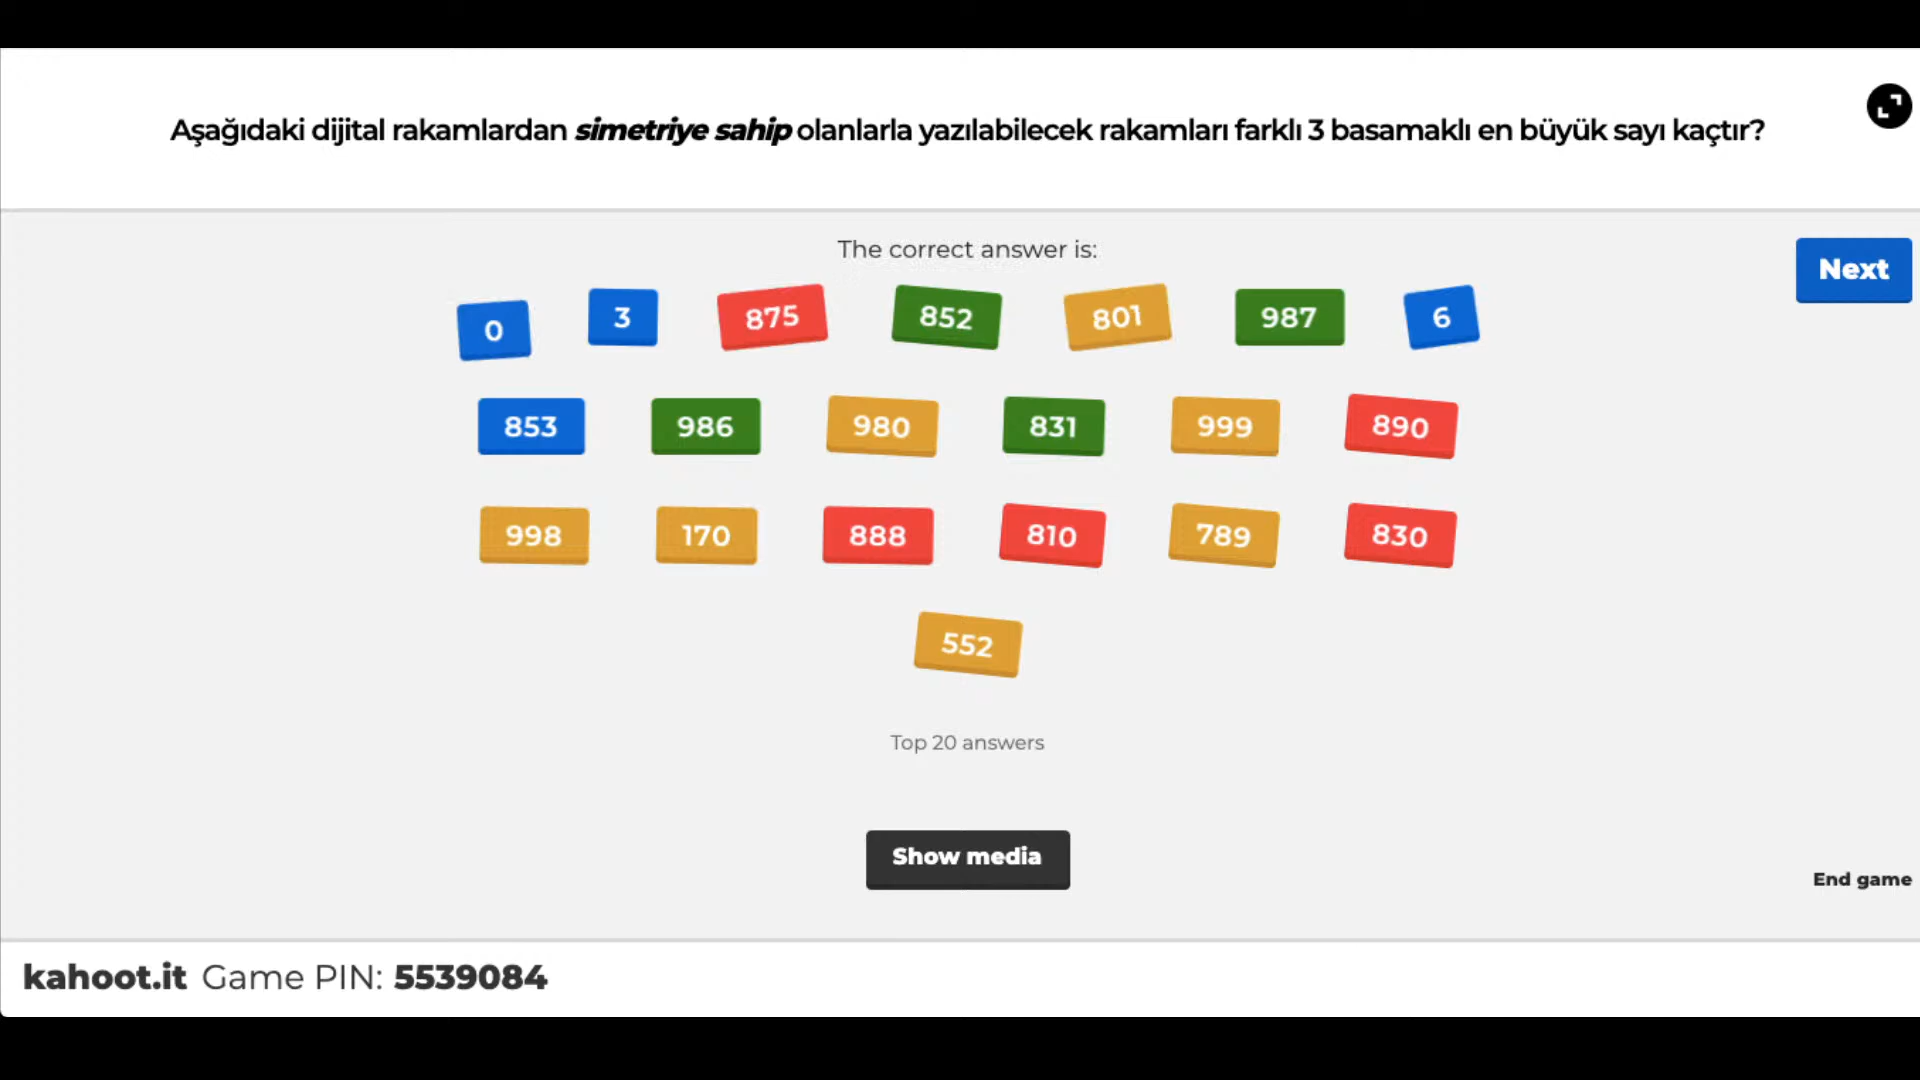 Aşağıdaki dijital rakamlardan simetriye sahip olanlarla yazılabilecek rakamları farklı 3 basamaklı en büyük sayı kaçtır?
The correct answer is:
Next
0 3 875 852 801 987 6
853 986 980 831 999 890
998 170 888 810 789 830
552
Top 20 answers
Show media
End game
kahoot.it Game PIN: 5539084